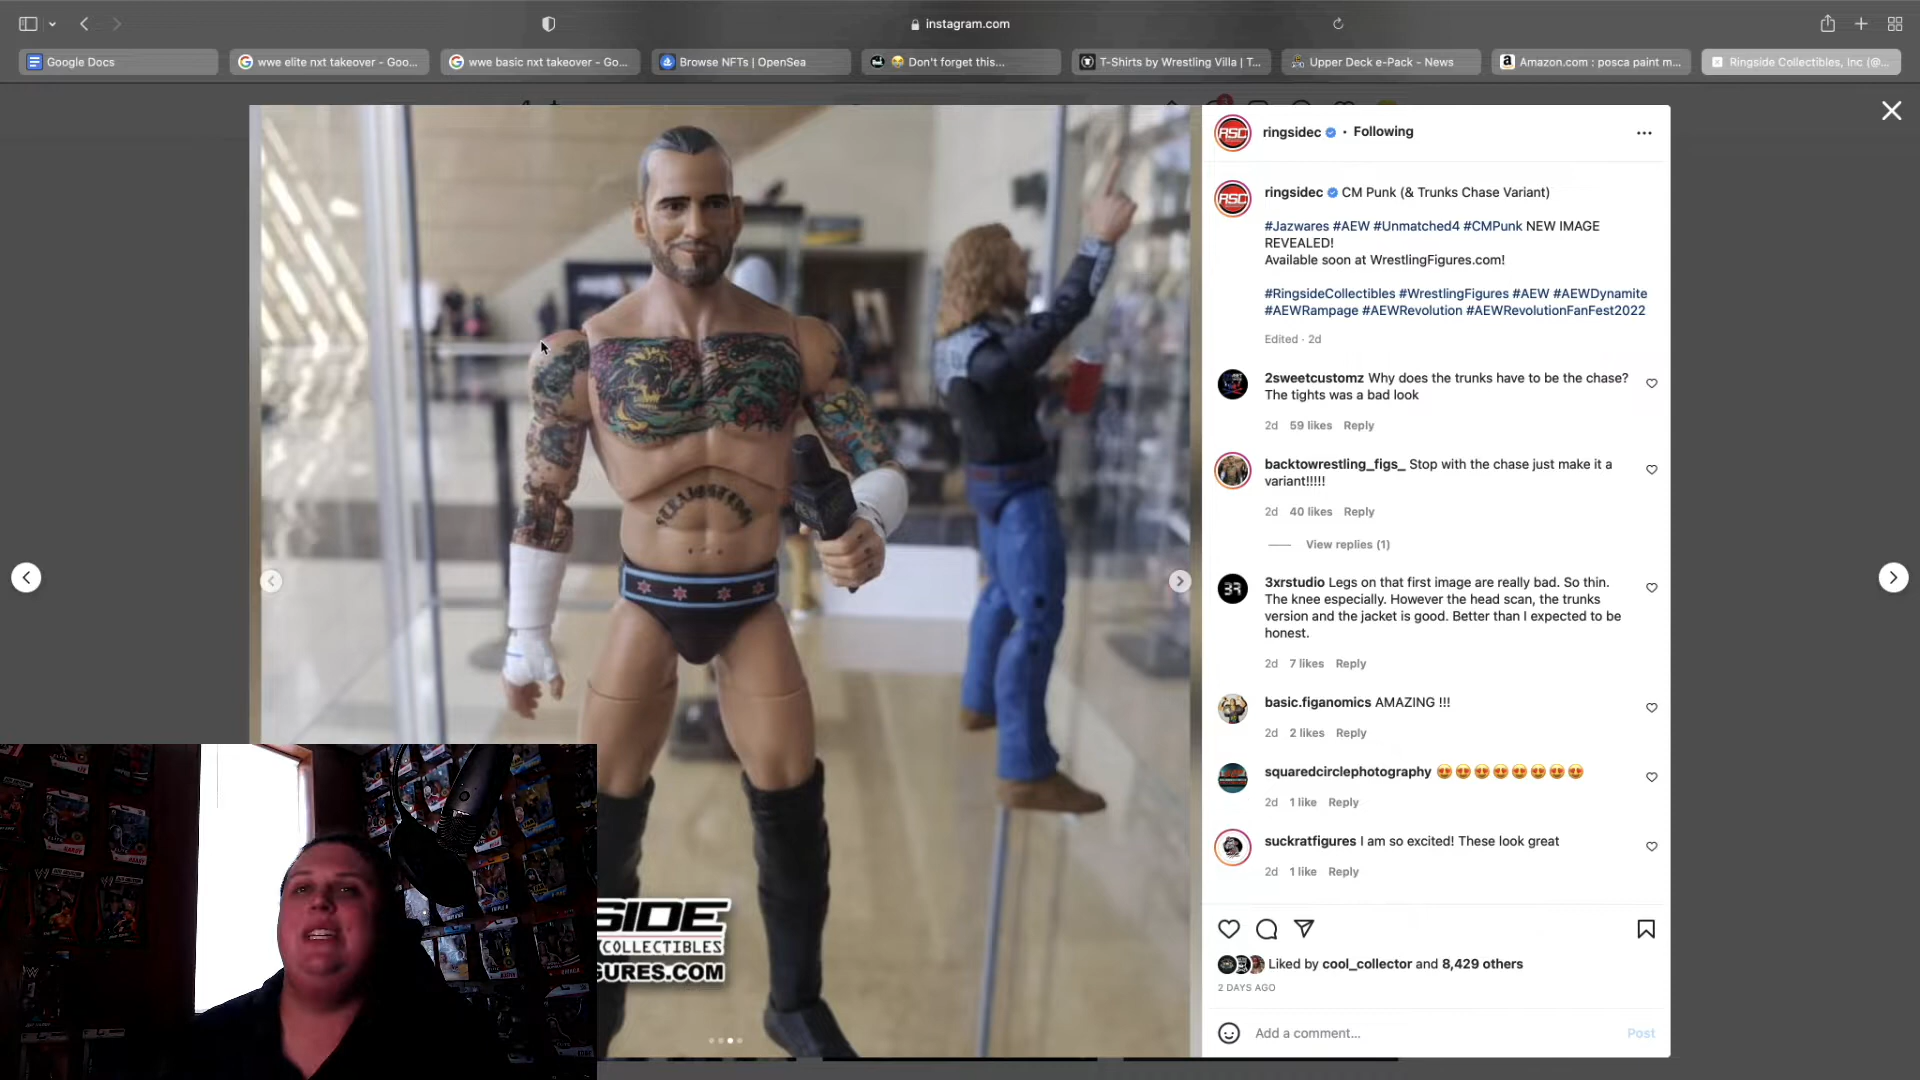 instagram.com
Google Docs
wwe elite nxt takeover - Goo...
wwe basic nxt takeover - Go...
Browse NFTs | OpenSea
😂 Don't forget this...
T-Shirts by Wrestling Villa | T...
Upper Deck e-Pack - News
Amazon.com : posca paint m...
Ringside Collectibles, Inc (@...
ringsidec • Following
ringsidec CM Punk (& Trunks Chase Variant)
#Jazwares #AEW #Unmatched4 #CMPunk NEW IMAGE
REVEALED!
Available soon at WrestlingFigures.com!
#RingsideCollectibles #WrestlingFigures #AEW #AEWDynamite
#AEWRampage #AEWRevolution #AEWRevolutionFanFest2022
Edited · 2d
2sweetcustomz Why does the trunks have to be the chase?
The tights was a bad look
2d 59 likes Reply
backtowrestling_figs_ Stop with the chase just make it a
variant!!!!!
2d 40 likes Reply
View replies (1)
3xrstudio Legs on that first image are really bad. So thin.
The knee especially. However the head scan, the trunks
version and the jacket is good. Better than I expected to be
honest.
2d 7 likes Reply
basic.figanomics AMAZING !!!
2d 2 likes Reply
squaredcirclephotography 😍😍😍😍😍😍😍😍
2d 1 like Reply
suckratfigures I am so excited! These look great
2d 1 like Reply
Liked by cool_collector and 8,429 others
2 DAYS AGO
Add a comment...
Post
SIDE
COLLECTIBLES
GURES.COM